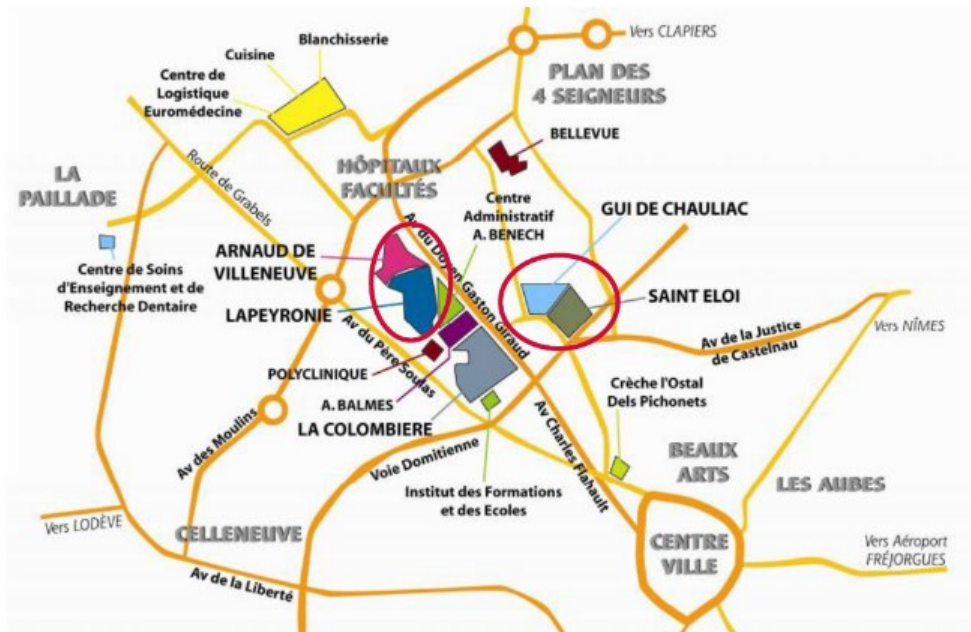 Vers CLAPIERS
Blanchisserie
Cuisine
Centre de
Logistique
Euromédecine
PLAN DES
4 SEIGNEURS
BELLEVUE
Route de Grabels
HÔPITAUX
FACULTÉS
LA
PAILLADE
Centre
Administratif
A. BENECH
GUI DE CHAULIAC
Av du Doyen Gaston Giraud
ARNAUD DE
VILLENEUVE
Centre de Soins
d'Enseignement et de
Recherche Dentaire
SAINT ELOI
LAPEYRONIE
Av du Père Soulas
Av de la Justice
de Castelnau
Vers NÎMES
POLYCLINIQUE
A. BALMES
LA COLOMBIERE
Crèche l'Ostal
Dels Pichonets
Av des Moulins
Voie Domitienne
Av Charles Flahault
BEAUX
ARTS
LES AUBES
Institut des Formations
et des Ecoles
Vers LODÈVE
CELLENEUVE
CENTRE
VILLE
Vers Aéroport
FRÉJORGUES
Av de la Liberté